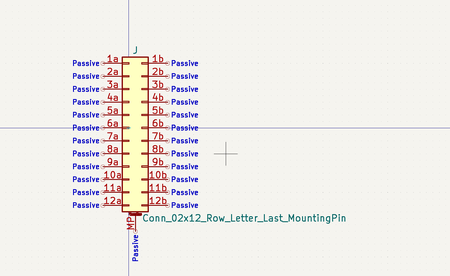 J
Passive 1a 1b Passive
Passive 2a 2b Passive
Passive 3a 3b Passive
Passive 4a 4b Passive
Passive 5a 5b Passive
Passive 6a 6b Passive
Passive 7a 7b Passive
Passive 8a 8b Passive
Passive 9a 9b Passive
Passive 10a 10b Passive
Passive 11a 11b Passive
Passive 12a 12b Passive
MP
Conn_02x12_Row_Letter_Last_MountingPin
Passive